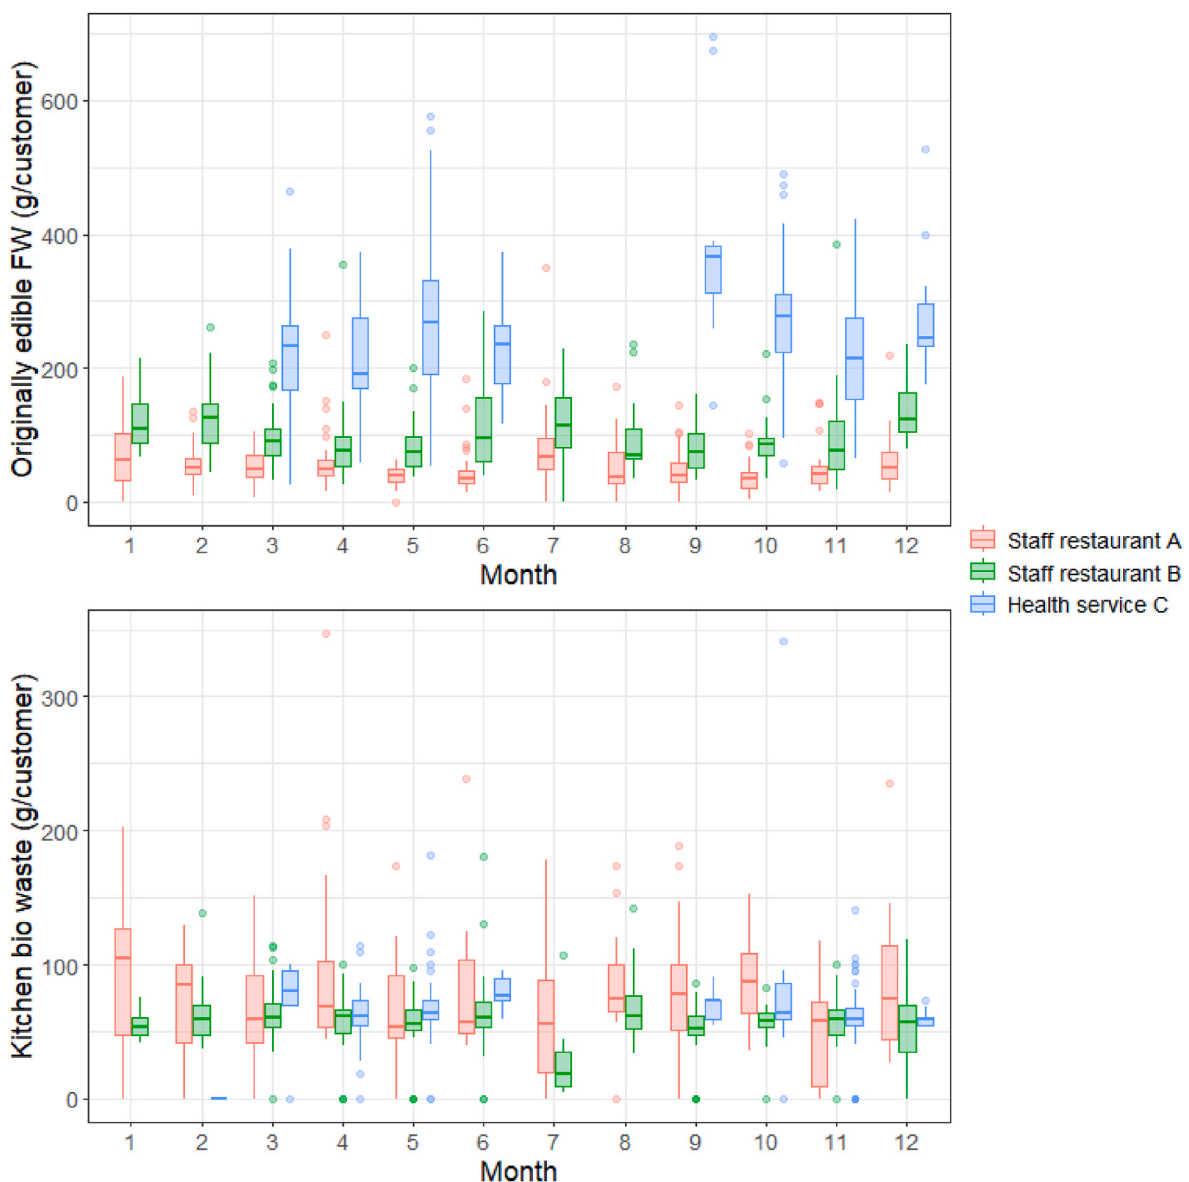 Originally edible FW (g/customer)
600
400
200
0
1 2 3 4 5 6 7 8 9 10 11 12
Month
Staff restaurant A
Staff restaurant B
Health service C
Kitchen bio waste (g/customer)
300
200
100
0
1 2 3 4 5 6 7 8 9 10 11 12
Month